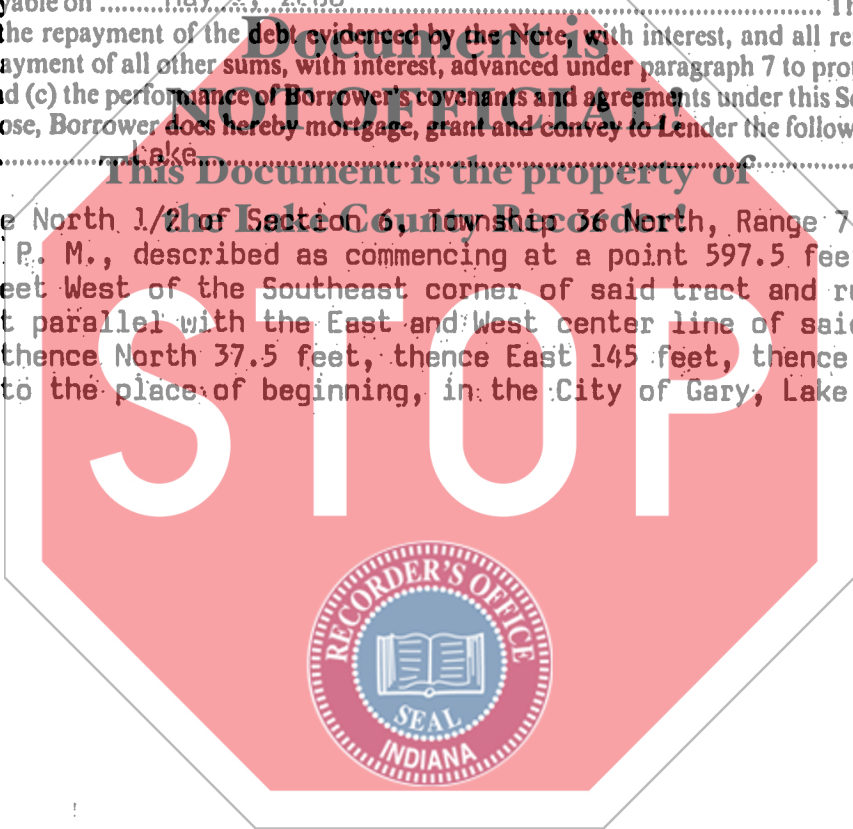 yable on ........ May , ........ Th
Document is
the repayment of the debt evidenced by the Note, with interest, and all re
ayment of all other sums, with interest, advanced under paragraph 7 to pro
NOT OFFICIAL!
d (c) the performance of Borrower's covenants and agreements under this Se
ose, Borrower does hereby mortgage, grant and convey to Lender the follow
Lake
This Document is the property of
the Lake County Recorder!
e North 1/2 of Section 6, Township 36 North, Range 7
P. M., described as commencing at a point 597.5 fee
eet West of the Southeast corner of said tract and ru
t parallel with the East and West center line of said
thence North 37.5 feet, thence East 145 feet, thence
to the place of beginning, in the City of Gary, Lake
STOP
RECORDER'S OFFICE
SEAL
INDIANA